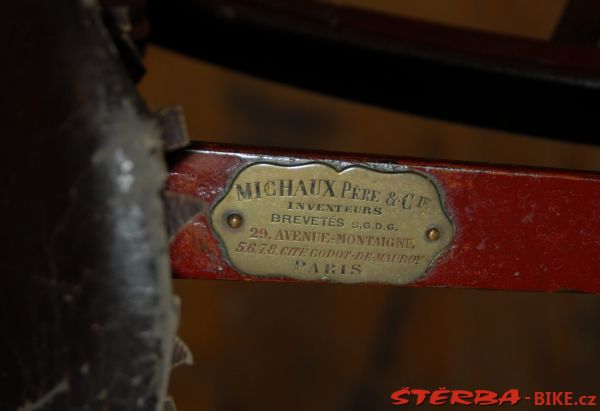 MICHAUX PÈRE & CIE
INVENTEURS
BREVETÉS S.G.D.G.
29, AVENUE-MONTAIGNE
5.6.7.8. CITÉ GODOT-DE-MAUROY
PARIS
ŠTĚRBA-BIKE.cz